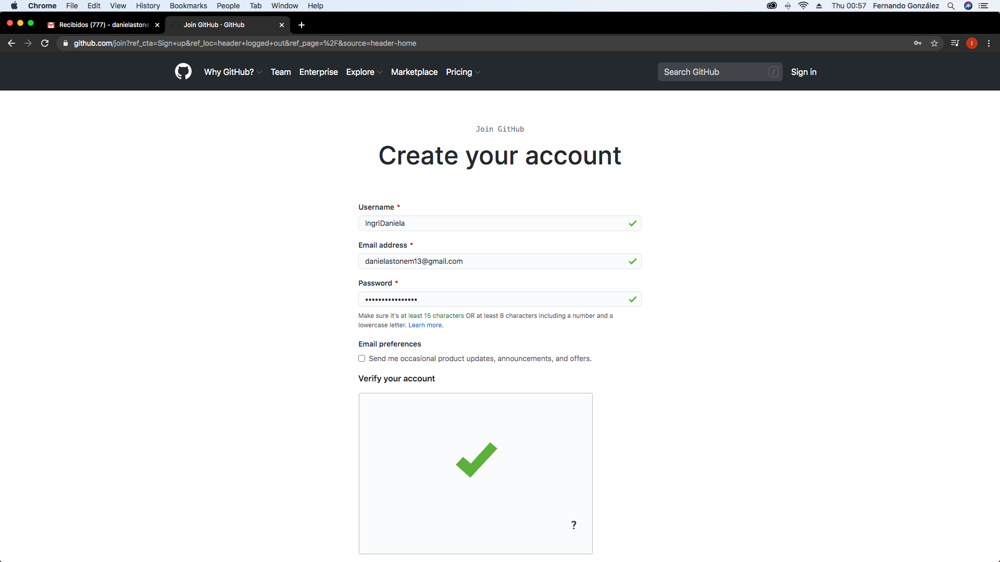 Chrome File Edit View History Bookmarks People Tab Window Help Thu 00:57 Fernando González
Recibidos (777) - danielastone Join GitHub · GitHub
github.com/join?ref_cta=Sign+up&ref_loc=header+logged+out&ref_page=%2F&source=header-home I
Why GitHub? Team Enterprise Explore Marketplace Pricing Search GitHub / Sign in
Join GitHub
Create your account
Username *
IngriDaniela
Email address *
danielastonem13@gmail.com
Password *
••••••••••••••••
Make sure it's at least 15 characters OR at least 8 characters including a number and a
lowercase letter. Learn more.
Email preferences
Send me occasional product updates, announcements, and offers.
Verify your account
?